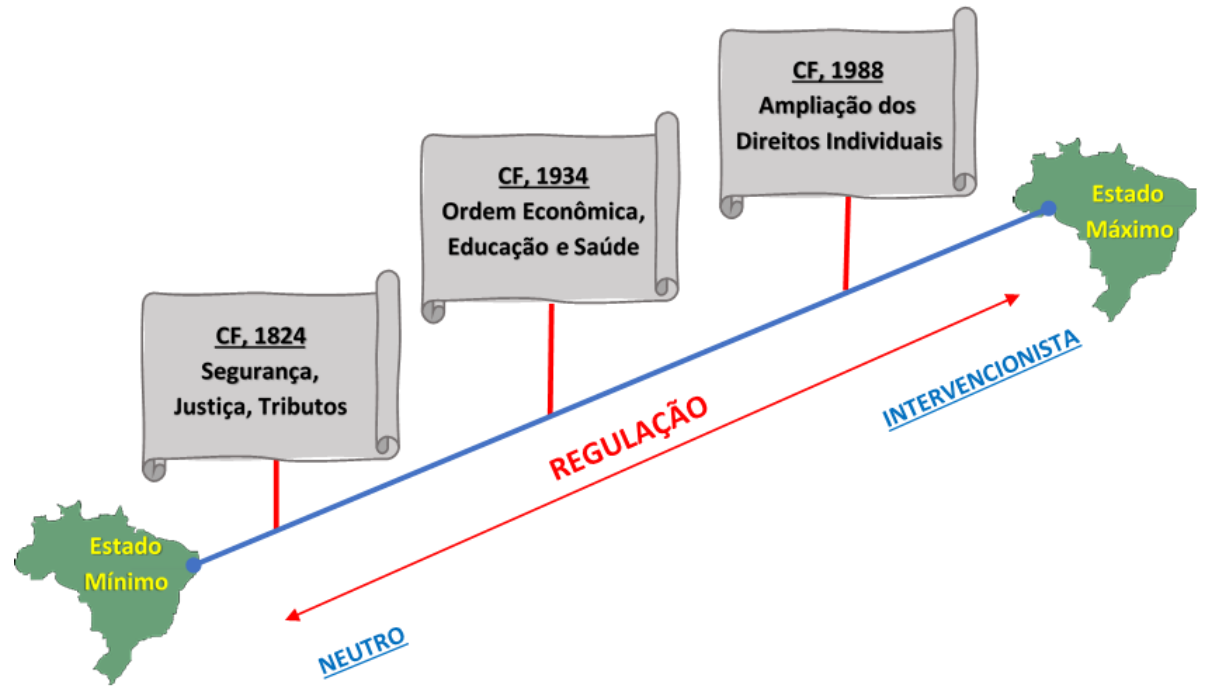 CF, 1988
Ampliação dos
Direitos Individuais
CF, 1934
Ordem Econômica,
Educação e Saúde
CF, 1824
Segurança,
Justiça, Tributos
Estado
Máximo
Estado
Mínimo
REGULAÇÃO
INTERVENCIONISTA
NEUTRO